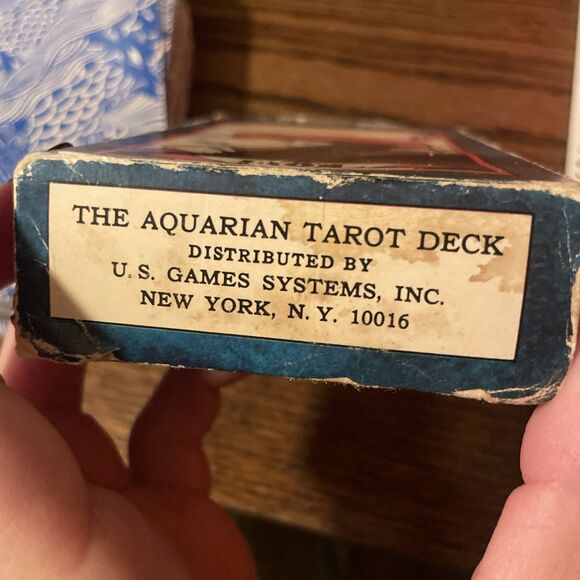 THE AQUARIAN TAROT DECK
DISTRIBUTED BY
U.S. GAMES SYSTEMS, INC.
NEW YORK, N.Y. 10016